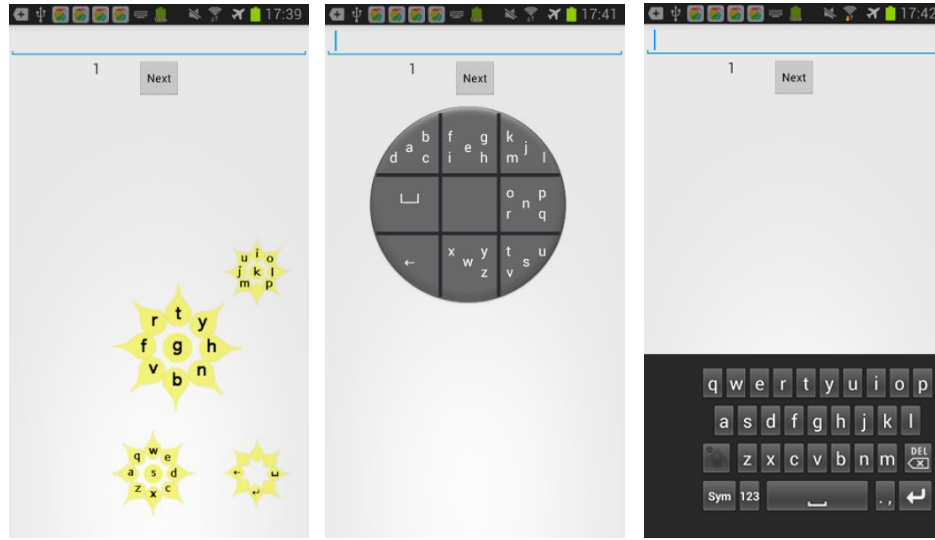 17:39
1
Next
u i o
j k l
m p
r t y
f g h
v b n
q w e
a s d
z x c
← ␣
↵
17:41
1
Next
b f g k
a e j
d c i h m l
␣ o p
n
r q
x y t u
← w s
z v
17:42
1
Next
q w e r t y u i o p
a s d f g h j k l
z x c v b n m DEL
Sym 123 . ,